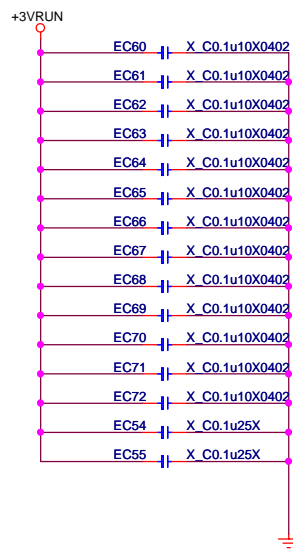 +3VRUN
EC60 X_C0.1u10X0402
EC61 X_C0.1u10X0402
EC62 X_C0.1u10X0402
EC63 X_C0.1u10X0402
EC64 X_C0.1u10X0402
EC65 X_C0.1u10X0402
EC66 X_C0.1u10X0402
EC67 X_C0.1u10X0402
EC68 X_C0.1u10X0402
EC69 X_C0.1u10X0402
EC70 X_C0.1u10X0402
EC71 X_C0.1u10X0402
EC72 X_C0.1u10X0402
EC54 X_C0.1u25X
EC55 X_C0.1u25X